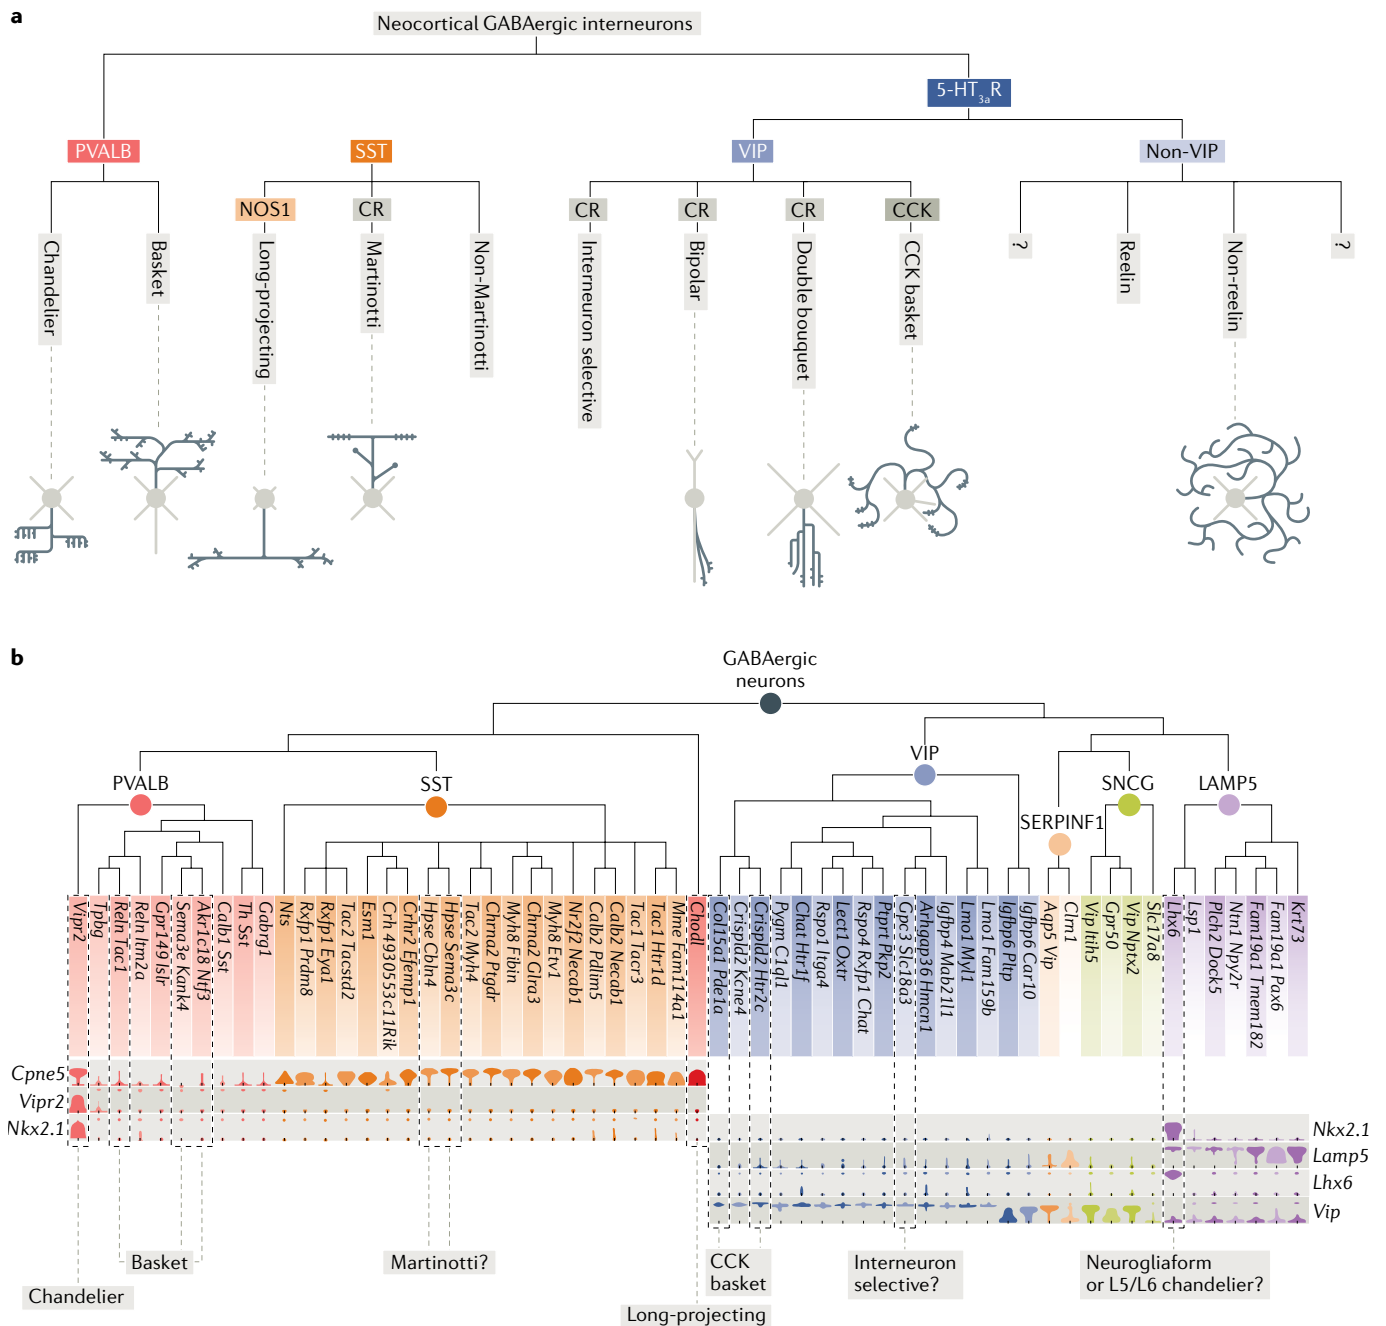 a
Neocortical GABAergic interneurons
5-HT3aR
PVALB
SST
VIP
Non-VIP
NOS1
CR
CR
CR
CR
CCK
Chandelier
Basket
Long-projecting
Martinotti
Non-Martinotti
Interneuron selective
Bipolar
Double bouquet
CCK basket
?
Reelin
Non-reelin
?
b
GABAergic
neurons
PVALB
SST
VIP
SERPINF1
SNCG
LAMP5
Vipr2
Tpbg
Reln Tac1
Reln Itm2a
Gpr149 Islr
Sema3e Kank4
Akr1c18 Ntf3
Calb1 Sst
Th Sst
Gabrg1
Nts
Rxfp1 Prdm8
Rxfp1 Eya1
Tac2 Tacstd2
Esm1
Crh 4930553c11Rik
Crhr2 Efemp1
Hpse Cbln4
Hpse Sema3c
Tac2 Myh4
Chrna2 Ptgdr
Myh8 Fibin
Chrna2 Glra3
Myh8 Etv1
Nr2f2 Necab1
Calb2 Pdlim5
Calb2 Necab1
Tac1 Tacr3
Tac1 Htr1d
Mme Fam114a1
Chodl
Col15a1 Pde1a
Crispld2 Kcne4
Crispld2 Htr2c
Pygm C1ql1
Chat Htr1f
Rspo1 Itga4
Lect1 Oxtr
Rspo4 Rxfp1 Chat
Ptprt Pkp2
Gpc3 Slc18a3
Arhgap36 Hmcn1
Igfbp4 Mab21l1
Lmo1 Myl1
Lmo1 Fam159b
Igfbp6 Pltp
Igfbp6 Car10
Aqp5 Vip
Clrn1
Vip Itih5
Gpr50
Vip Nptx2
Slc17a8
Lhx6
Lsp1
Plch2 Dock5
Ntn1 Npy2r
Fam19a1 Tmem182
Fam19a1 Pax6
Krt73
Cpne5
Vipr2
Nkx2.1
Nkx2.1
Lamp5
Lhx6
Vip
Basket
Martinotti?
CCK
basket
Interneuron
selective?
Neurogliaform
or L5/L6 chandelier?
Chandelier
Long-projecting